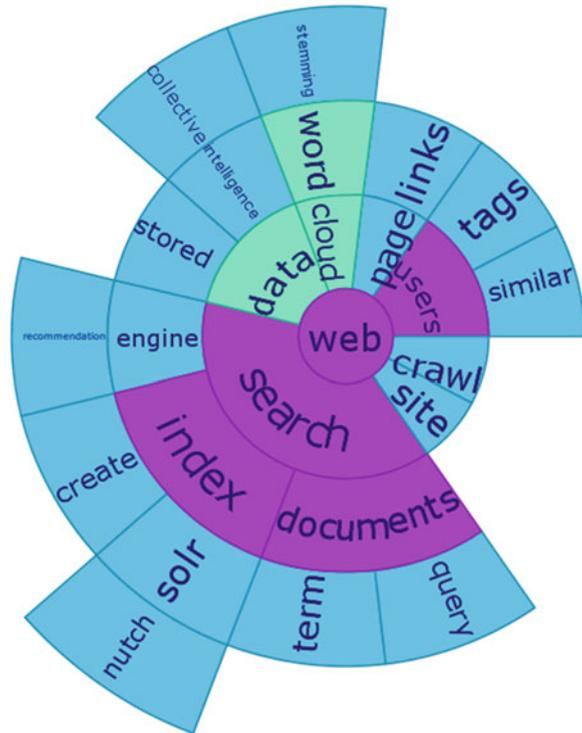 stemming
collective
word
links
intelligence
tags
cloud
page
stored
data
users
similar
recommendation
engine
web
crawl
site
search
index
create
documents
solr
term
query
nutch